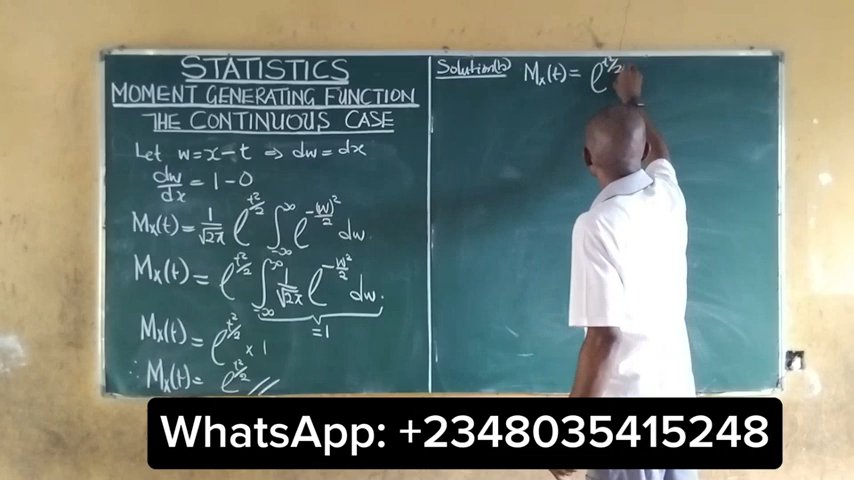 STATISTICS
MOMENT GENERATING FUNCTION
THE CONTINUOUS CASE
Let w=x-t ⇒ dw=dx
dw/dx = 1-0
Mx(t)= 1/√2π e^(t²/2) ∫_{-∞}^{∞} e^(-(w)²/2) dw.
Mx(t)= e^(t²/2) ∫_{-∞}^{∞} 1/√2π e^(-w²/2) dw.
=1
Mx(t)= e^(t²/2) × 1
∴ Mx(t)= e^(t²/2) //
Solution(b) Mx(t)= e^(t²/2)
WhatsApp: +2348035415248